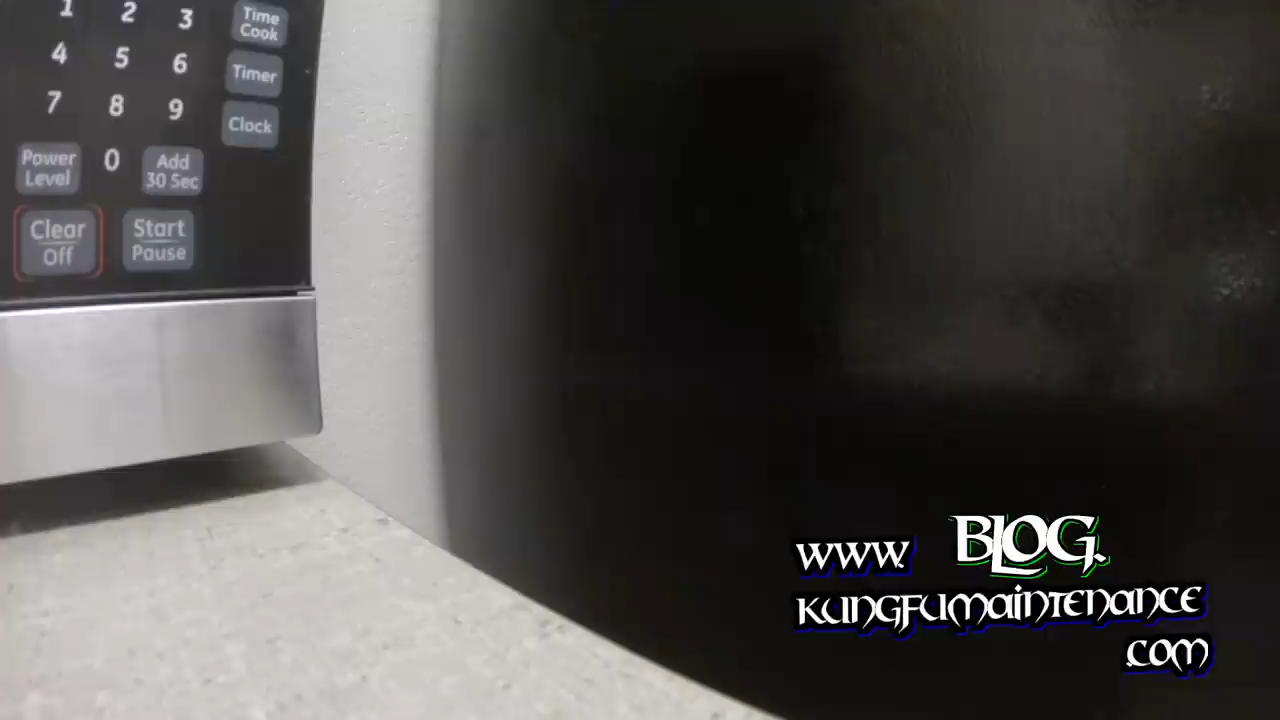 1 2 3 Time Cook
4 5 6 Timer
7 8 9 Clock
Power Level 0 Add 30 Sec
Clear Off Start Pause
www. BLOG.
KUNGFUMAINTENANCE
.COM